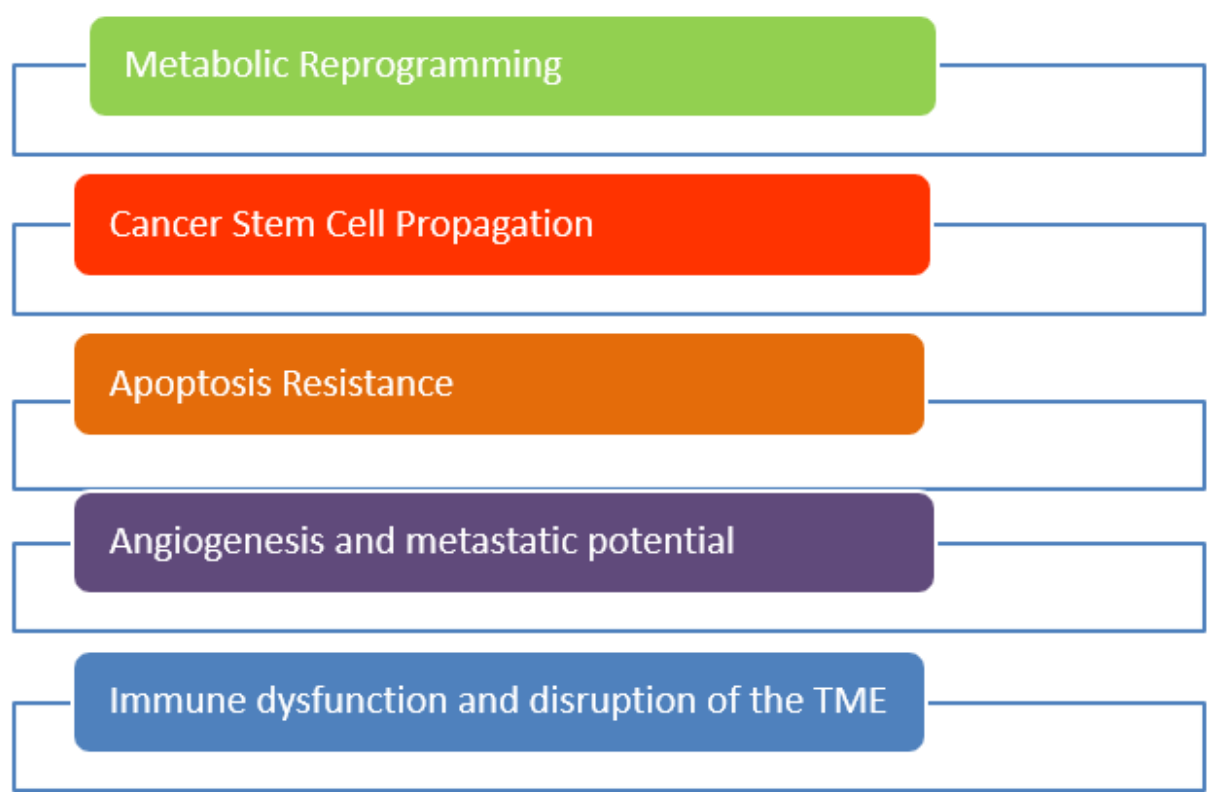 Metabolic Reprogramming
Cancer Stem Cell Propagation
Apoptosis Resistance
Angiogenesis and metastatic potential
Immune dysfunction and disruption of the TME